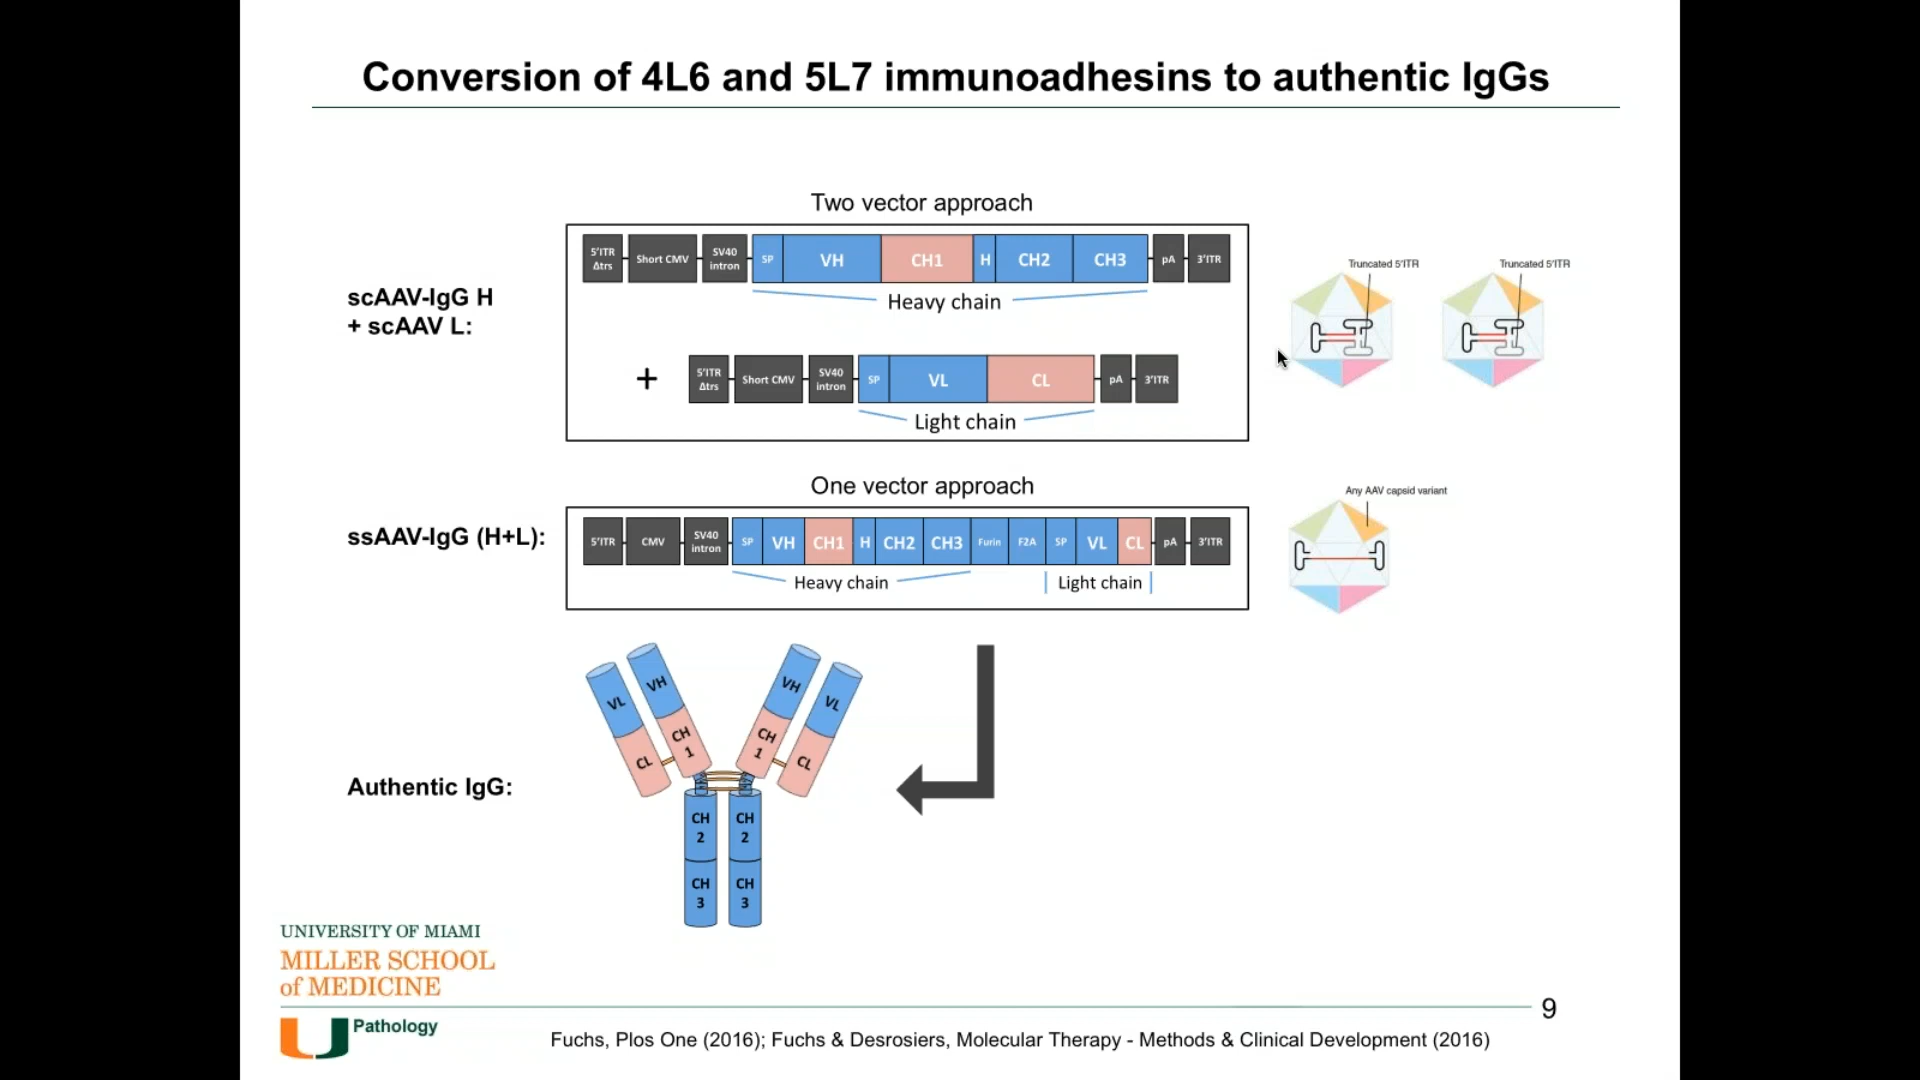 Conversion of 4L6 and 5L7 immunoadhesins to authentic IgGs
Two vector approach
scAAV-IgG H
+ scAAV L:
5'ITR
Δtrs
Short CMV
SV40
intron
SP
VH
CH1
H
CH2
CH3
pA
3'ITR
Heavy chain
+
5'ITR
Δtrs
Short CMV
SV40
intron
SP
VL
CL
pA
3'ITR
Light chain
Truncated 5'ITR
Truncated 5'ITR
One vector approach
ssAAV-IgG (H+L):
5'ITR
CMV
SV40
intron
SP
VH
CH1
H
CH2
CH3
Furin
F2A
SP
VL
CL
pA
3'ITR
Heavy chain
Light chain
Any AAV capsid variant
Authentic IgG:
VL
VH
VH
VL
CL
CH
1
CH
1
CL
CH
2
CH
2
CH
3
CH
3
UNIVERSITY OF MIAMI
MILLER SCHOOL
of MEDICINE
Pathology
9
Fuchs, Plos One (2016); Fuchs & Desrosiers, Molecular Therapy - Methods & Clinical Development (2016)